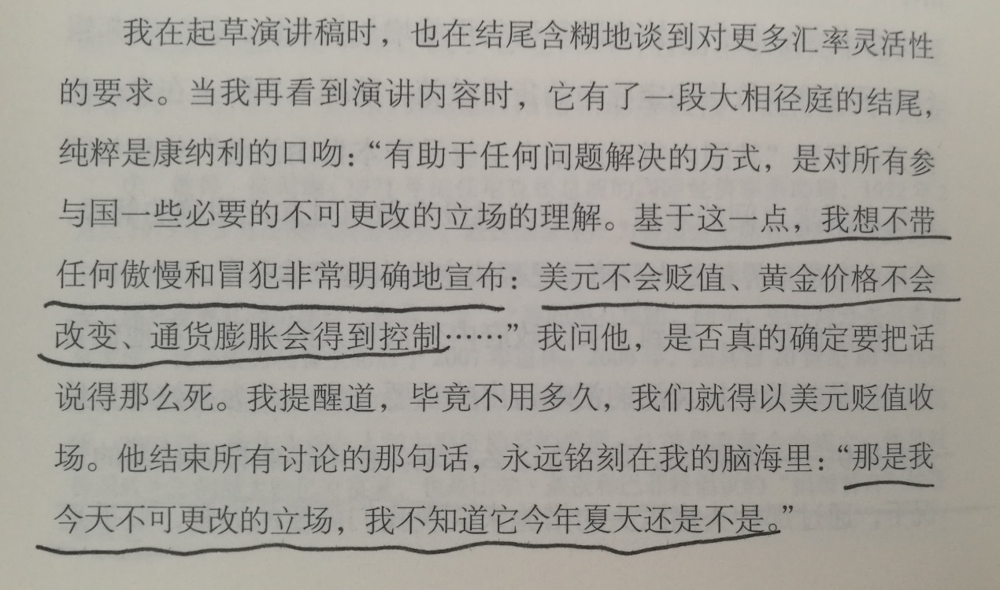 我在起草演讲稿时，也在结尾含糊地谈到对更多汇率灵活性
的要求。当我再看到演讲内容时，它有了一段大相径庭的结尾，
纯粹是康纳利的口吻：“有助于任何问题解决的方式，是对所有参
与国一些必要的不可更改的立场的理解。基于这一点，我想不带
任何傲慢和冒犯非常明确地宣布：美元不会贬值、黄金价格不会
改变、通货膨胀会得到控制……”我问他，是否真的确定要把话
说得那么死。我提醒道，毕竟不用多久，我们就得以美元贬值收
场。他结束所有讨论的那句话，永远铭刻在我的脑海里：“那是我
今天不可更改的立场，我不知道它今年夏天还是不是。”